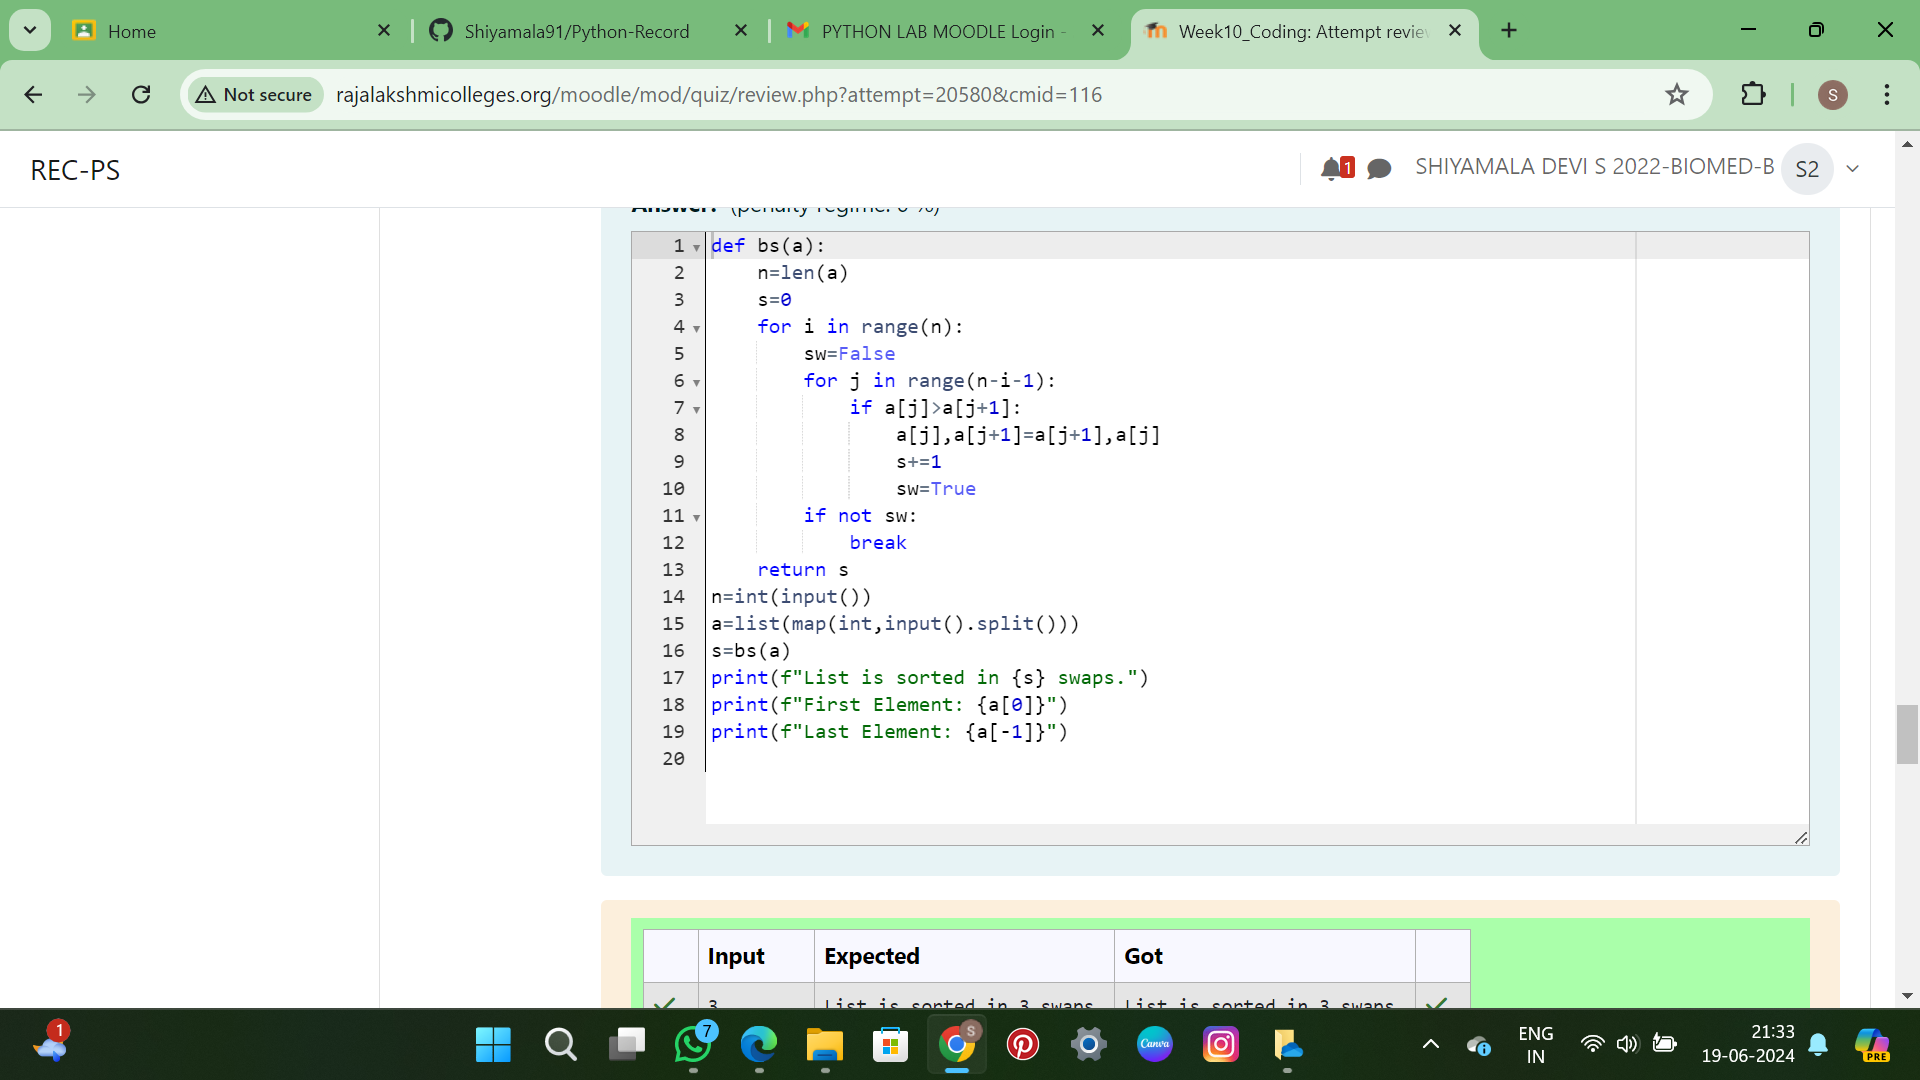 Home
Shiyamala91/Python-Record
PYTHON LAB MOODLE Login -
Week10_Coding: Attempt revie
Not secure
rajalakshmicolleges.org/moodle/mod/quiz/review.php?attempt=20580&cmid=116
S
REC-PS
1
SHIYAMALA DEVI S 2022-BIOMED-B
S2
Answer: (penalty regime: 0 %)
1 def bs(a):
2     n=len(a)
3     s=0
4     for i in range(n):
5         sw=False
6         for j in range(n-i-1):
7             if a[j]>a[j+1]:
8                 a[j],a[j+1]=a[j+1],a[j]
9                 s+=1
10                 sw=True
11         if not sw:
12             break
13     return s
14 n=int(input())
15 a=list(map(int,input().split()))
16 s=bs(a)
17 print(f"List is sorted in {s} swaps.")
18 print(f"First Element: {a[0]}")
19 print(f"Last Element: {a[-1]}")
20
Input Expected Got
3 List is sorted in 3 swaps. List is sorted in 3 swaps.
1
7
S
Canva
ENG
IN
21:33
19-06-2024
PRE